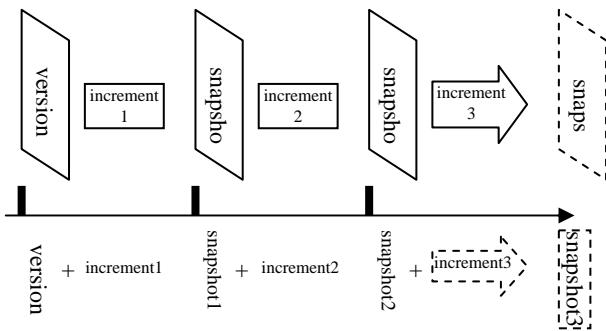 version
increment
1
snapsho
increment
2
snapsho
increment
3
snaps
version + increment1 snapshot1 + increment2 snapshot2 + increment3 snapshot3